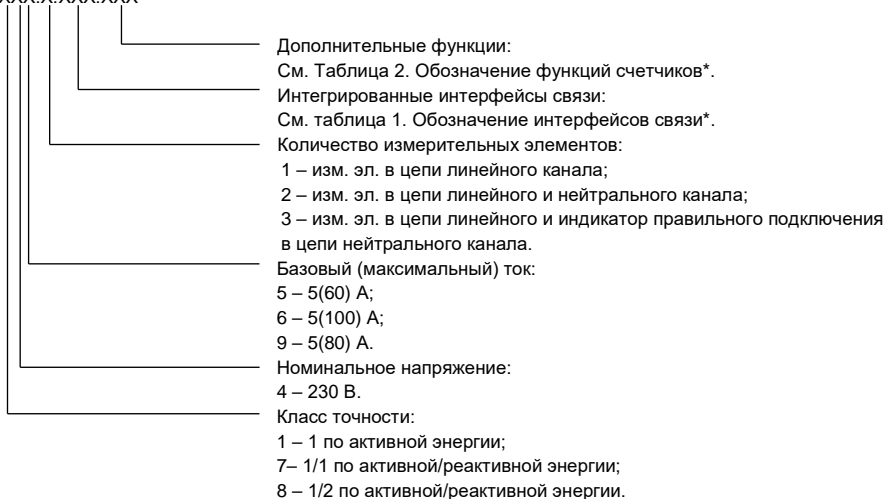 Дополнительные функции:
См. Таблица 2. Обозначение функций счетчиков*.
Интегрированные интерфейсы связи:
См. таблица 1. Обозначение интерфейсов связи*.
Количество измерительных элементов:
1 – изм. эл. в цепи линейного канала;
2 – изм. эл. в цепи линейного и нейтрального канала;
3 – изм. эл. в цепи линейного и индикатор правильного подключения
в цепи нейтрального канала.
Базовый (максимальный) ток:
5 – 5(60) А;
6 – 5(100) А;
9 – 5(80) А.
Номинальное напряжение:
4 – 230 В.
Класс точности:
1 – 1 по активной энергии;
7– 1/1 по активной/реактивной энергии;
8 – 1/2 по активной/реактивной энергии.